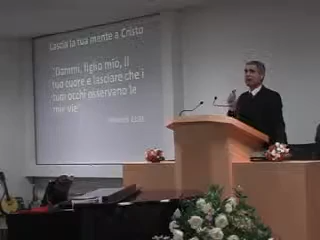 Lascia la tua mente a Cristo
"Dammi, figlio mio, il
tuo cuore e lasciare che i
tuoi occhi osservano le
mie vie"